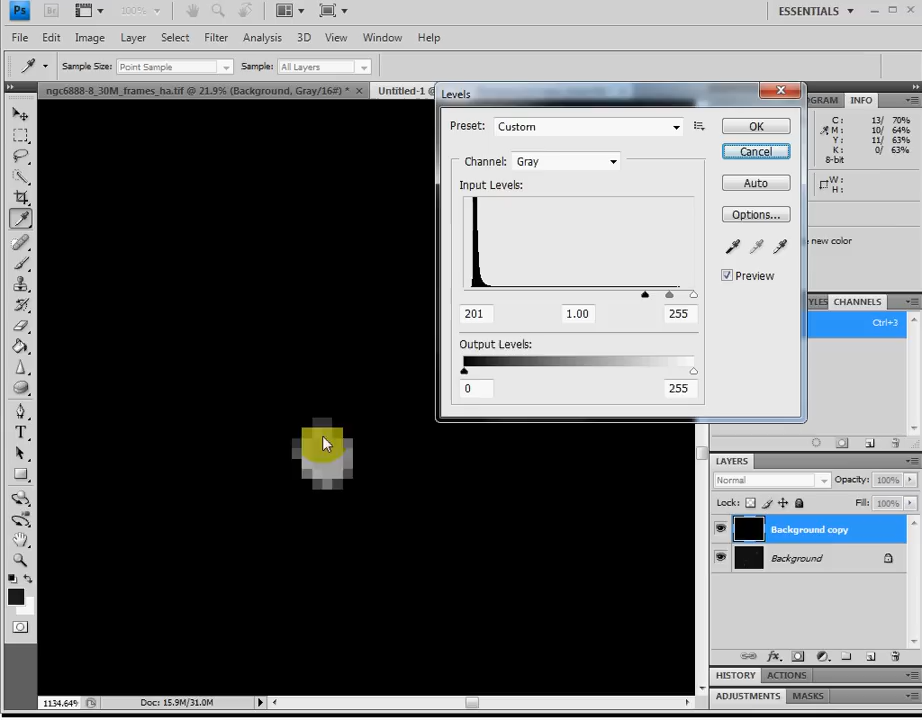 Ps Br 100% ESSENTIALS
File Edit Image Layer Select Filter Analysis 3D View Window Help
Sample Size: Point Sample Sample: All Layers
ngc6888-8_30M_frames_ha.tif @ 21.9% (Background, Gray/16#) * Untitled-1 @
Levels
OGRAM INFO
Preset: Custom OK
C: 13/ 70%
M: 10/ 64%
Y: 11/ 63%
K: 0/ 63%
8-bit
Cancel
Channel: Gray
Auto
W:
H:
Input Levels:
Options...
e new color
Preview
YLES CHANNELS
201 1.00 255
Ctrl+3
Output Levels:
0 255
LAYERS
Normal Opacity: 100%
Lock: Fill: 100%
Background copy
Background
HISTORY ACTIONS
ADJUSTMENTS MASKS
1134.64% Doc: 15.9M/31.0M